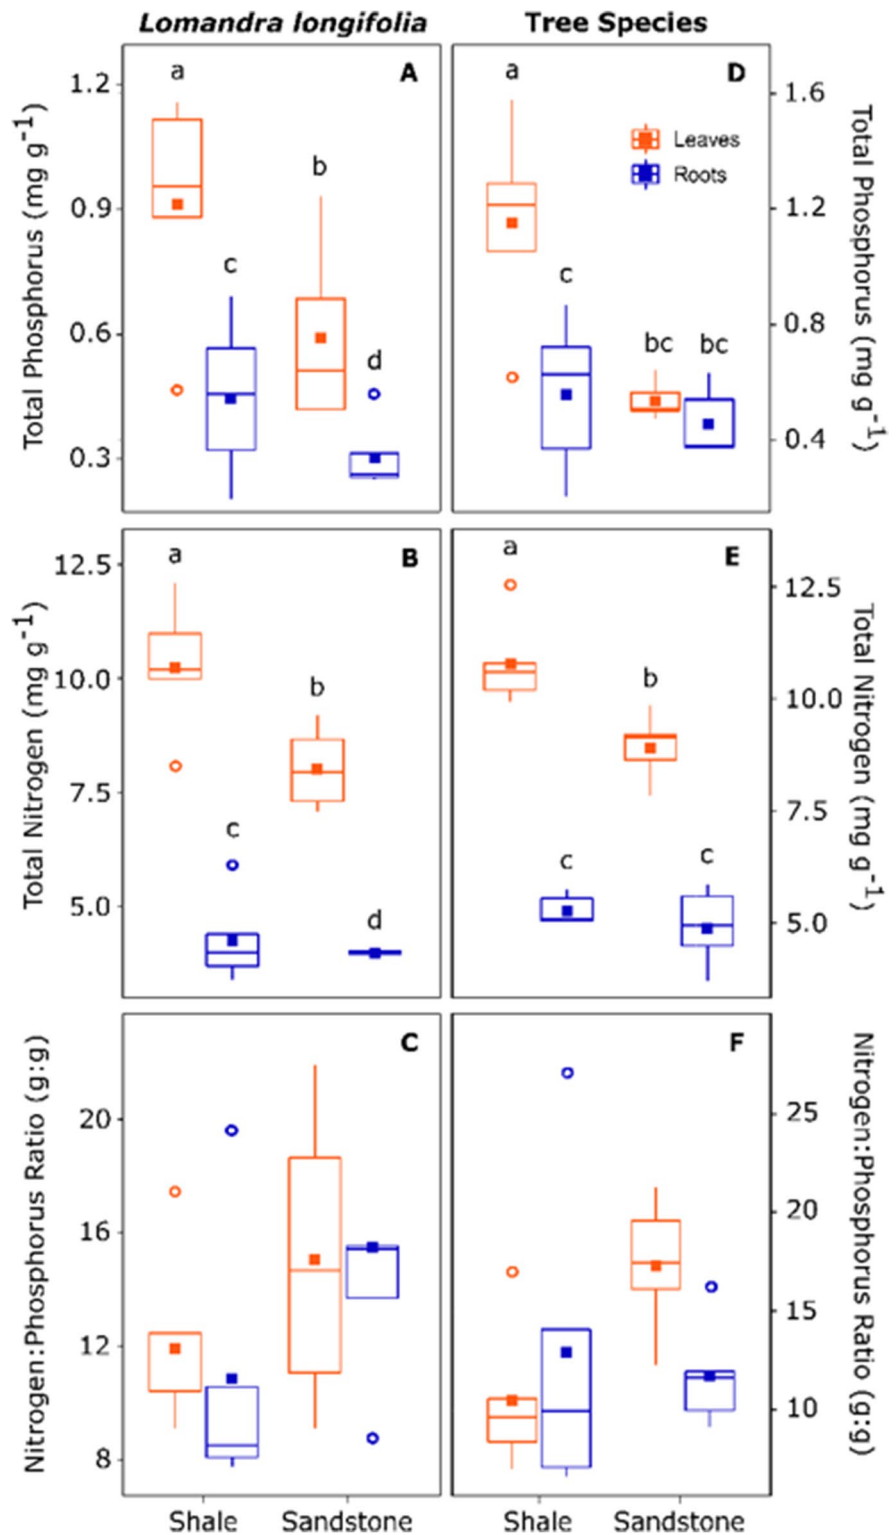 Lomandra longifolia
Tree Species
Total Phosphorus (mg g-1)
1.2
0.9
0.6
0.3
a
A
b
c
d
a
D
Leaves
Roots
c
bc
bc
1.6
1.2
0.8
0.4
Total Phosphorus (mg g-1)
Total Nitrogen (mg g-1)
12.5
10.0
7.5
5.0
a
B
b
c
d
a
E
b
c
c
12.5
10.0
7.5
5.0
Total Nitrogen (mg g-1)
Nitrogen:Phosphorus Ratio (g:g)
20
16
12
8
C
F
25
20
15
10
Nitrogen:Phosphorus Ratio (g:g)
Shale
Sandstone
Shale
Sandstone